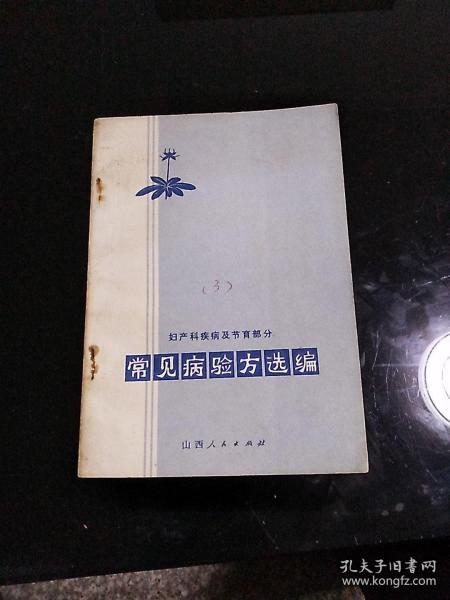 (3)
妇产科疾病及节育部分
常见病验方选编
山西人民出版社
孔夫子旧书网
www.kongfz.com